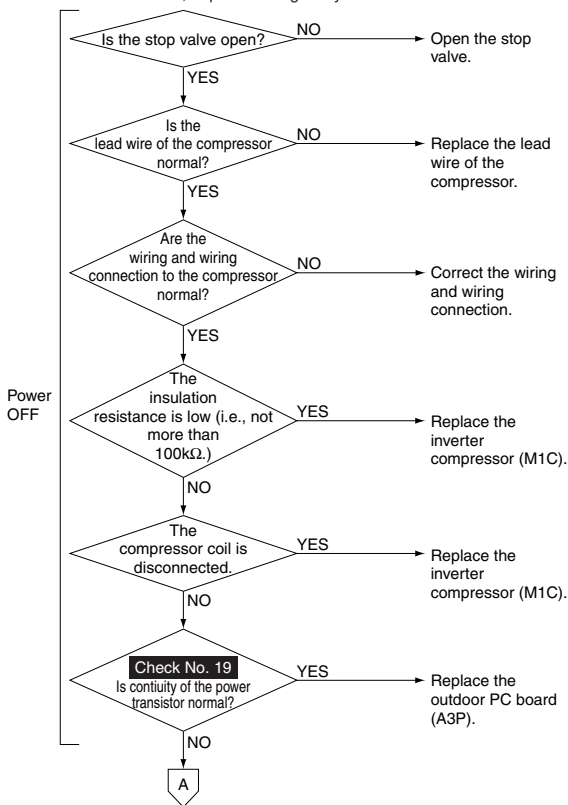 Is the stop valve open?
NO
Open the stop
valve.
YES
Is the
lead wire of the compressor
normal?
NO
Replace the lead
wire of the
compressor.
YES
Are the
wiring and wiring
connection to the compressor
normal?
NO
Correct the wiring
and wiring
connection.
YES
Power
OFF
The
insulation
resistance is low (i.e., not
more than
100kΩ.)
YES
Replace the
inverter
compressor (M1C).
NO
The
compressor coil is
disconnected.
YES
Replace the
inverter
compressor (M1C).
NO
Check No. 19
Is contiuity of the power
transistor normal?
YES
Replace the
outdoor PC board
(A3P).
NO
A